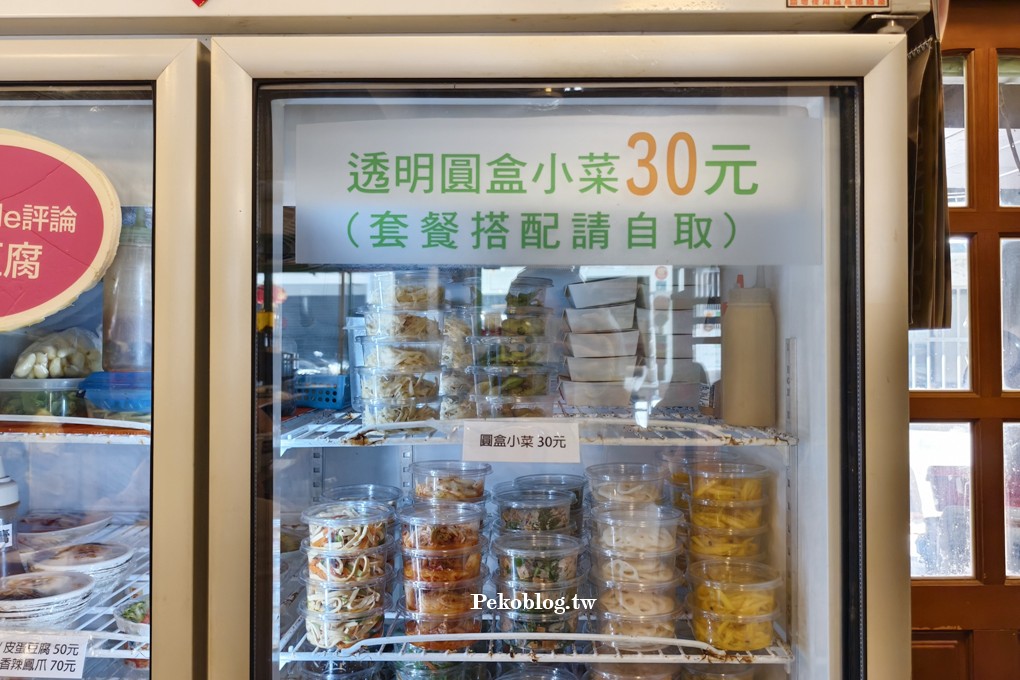 透明圓盒小菜30元
(套餐搭配請自取)
le評論
腐
圓盒小菜 30元
Pekoblog.tw
皮蛋豆腐 50元
香辣鳳爪 70元